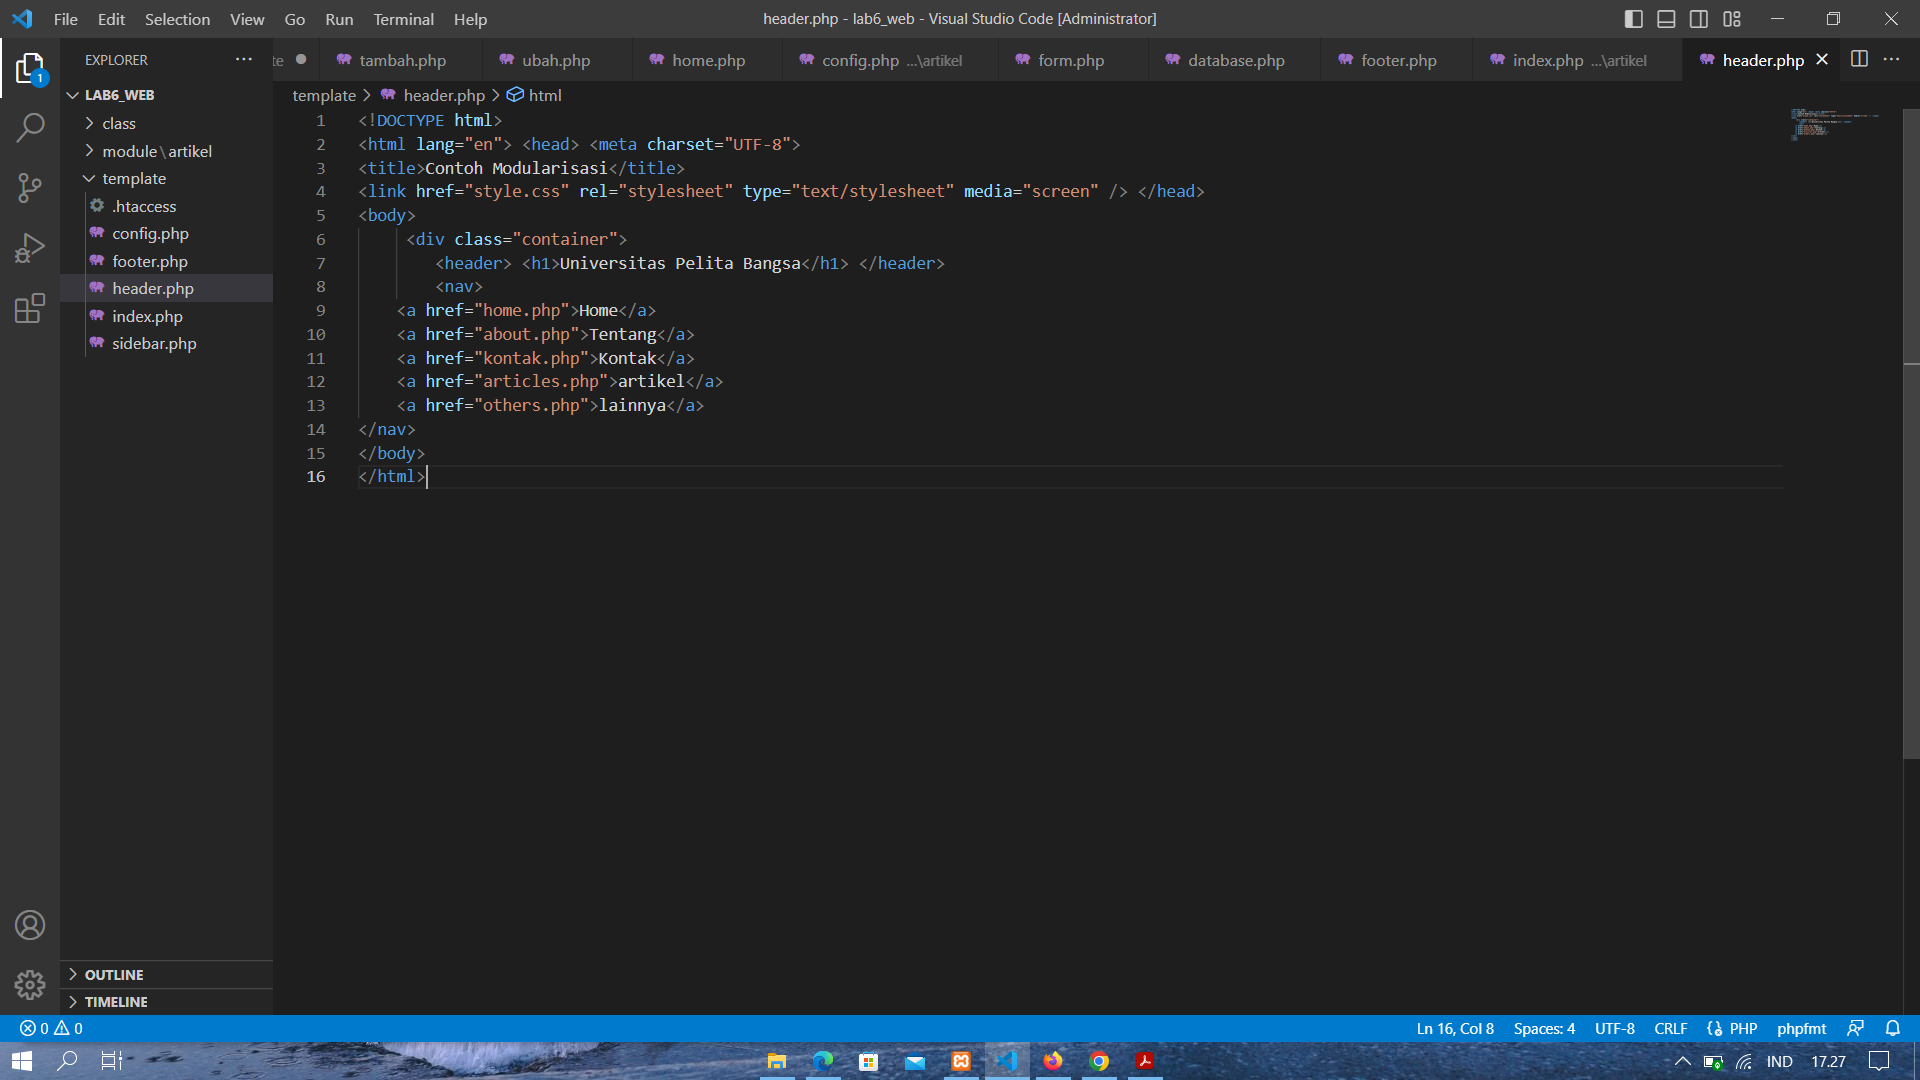 File Edit Selection View Go Run Terminal Help
header.php - lab6_web - Visual Studio Code [Administrator]
EXPLORER
te tambah.php ubah.php home.php config.php ...\artikel form.php database.php footer.php index.php ...\artikel header.php
1
LAB6_WEB
class
module\artikel
template
.htaccess
config.php
footer.php
header.php
index.php
sidebar.php
OUTLINE
TIMELINE
template > header.php > html
1 <!DOCTYPE html>
2 <html lang="en"> <head> <meta charset="UTF-8">
3 <title>Contoh Modularisasi</title>
4 <link href="style.css" rel="stylesheet" type="text/stylesheet" media="screen" /> </head>
5 <body>
6 <div class="container">
7 <header> <h1>Universitas Pelita Bangsa</h1> </header>
8 <nav>
9 <a href="home.php">Home</a>
10 <a href="about.php">Tentang</a>
11 <a href="kontak.php">Kontak</a>
12 <a href="articles.php">artikel</a>
13 <a href="others.php">lainnya</a>
14 </nav>
15 </body>
16 </html>
0 0 Ln 16, Col 8 Spaces: 4 UTF-8 CRLF PHP phpfmt
IND 17.27